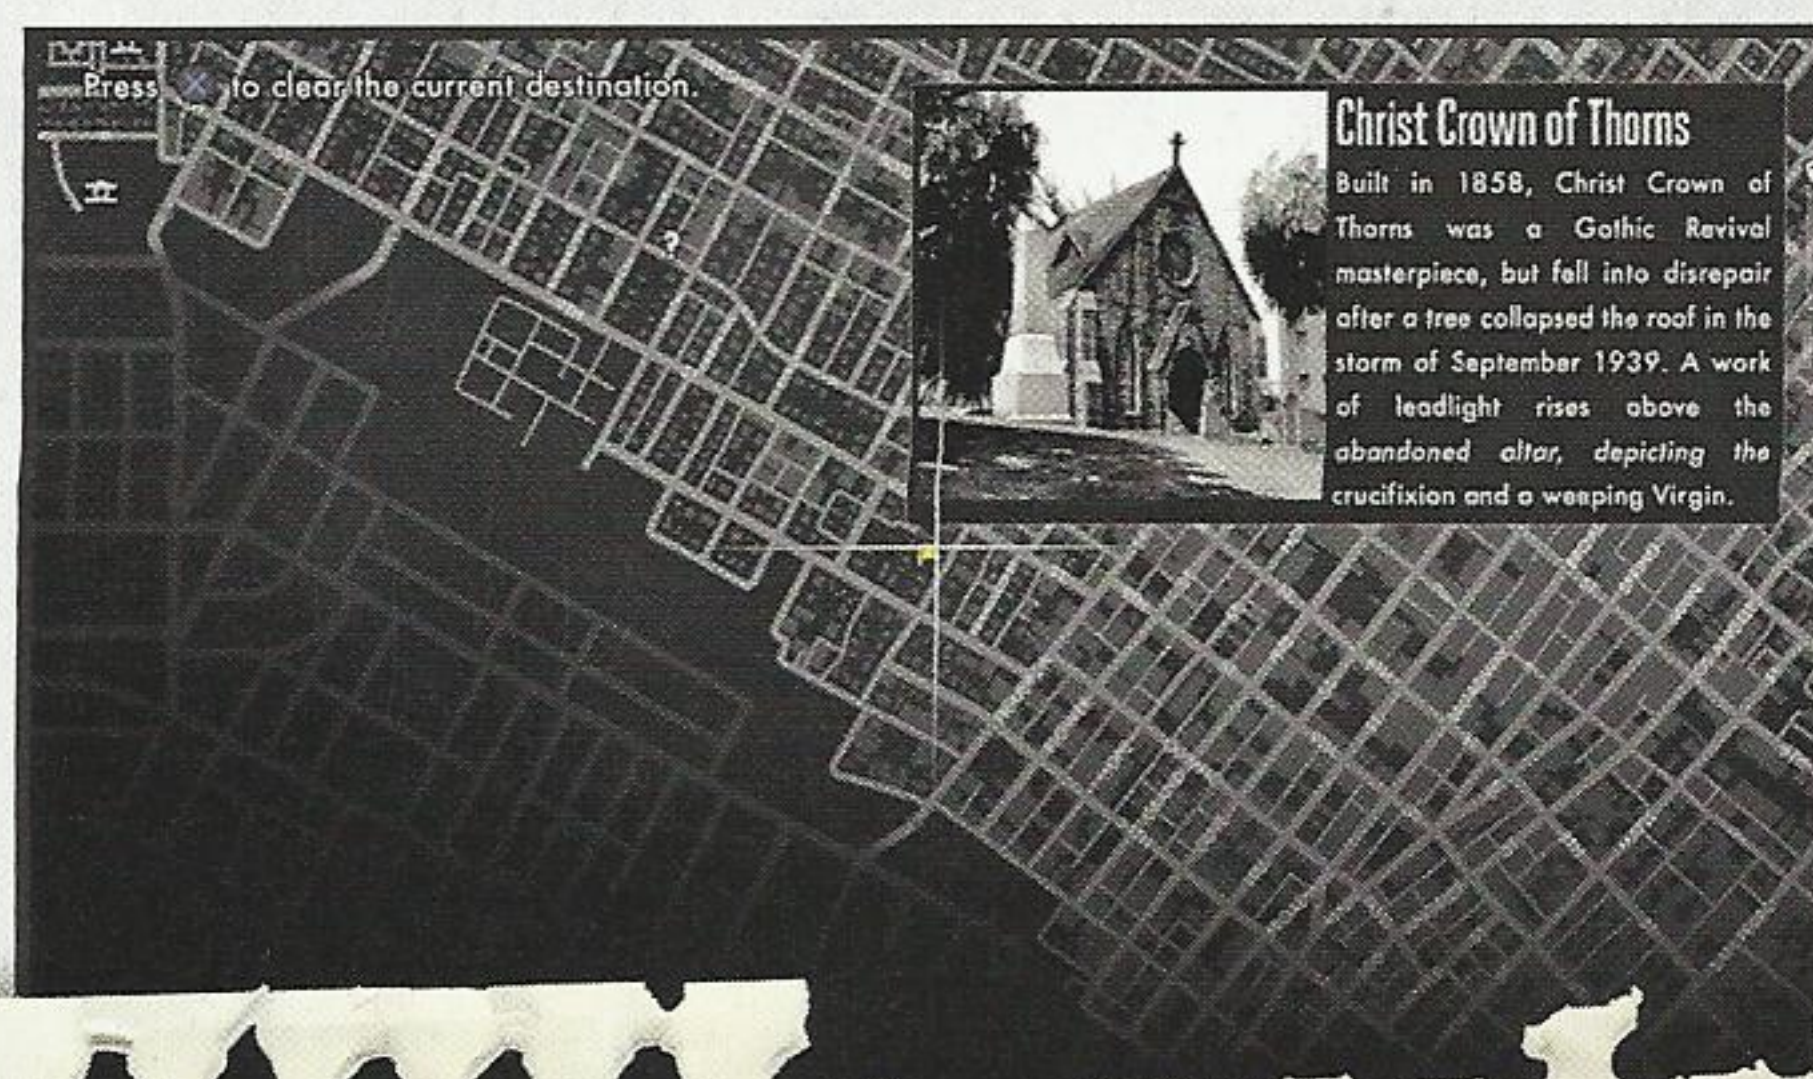 Press X to clear the current destination.
Christ Crown of Thorns
Built in 1858, Christ Crown of
Thorns was a Gothic Revival
masterpiece, but fell into disrepair
after a tree collapsed the roof in the
storm of September 1939. A work
of leadlight rises above the
abandoned altar, depicting the
crucifixion and a weeping Virgin.
?